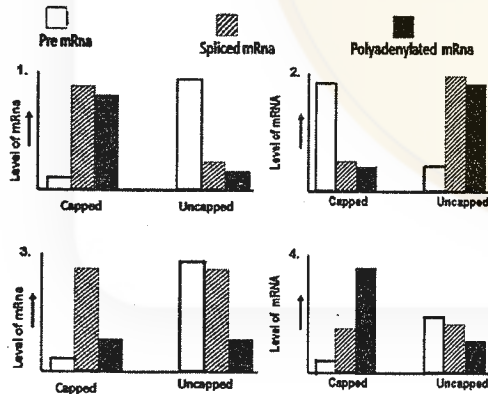 Pre mRna
Spliced mRna
Polyadenylated mRna
1.
Level of mRna
Capped
Uncapped
2.
Level of mRNA
Capped
Uncapped
3.
Level of mRna
Capped
Uncapped
4.
Level of mRNA
Capped
Uncapped